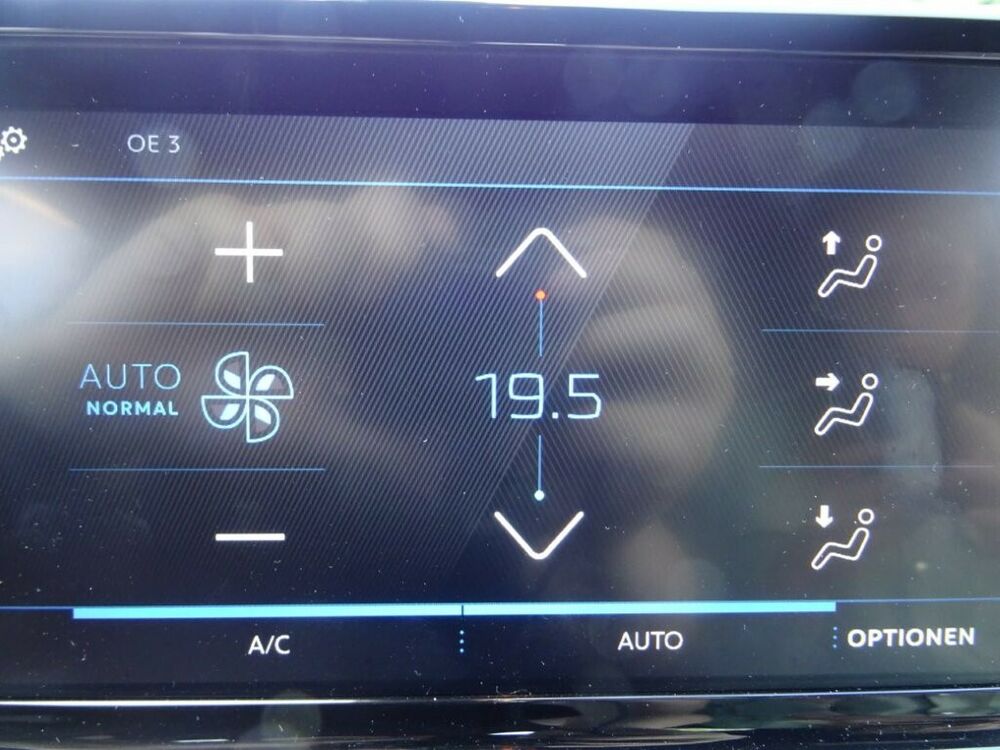 OE 3
AUTO
NORMAL
19.5
A/C
AUTO
OPTIONEN